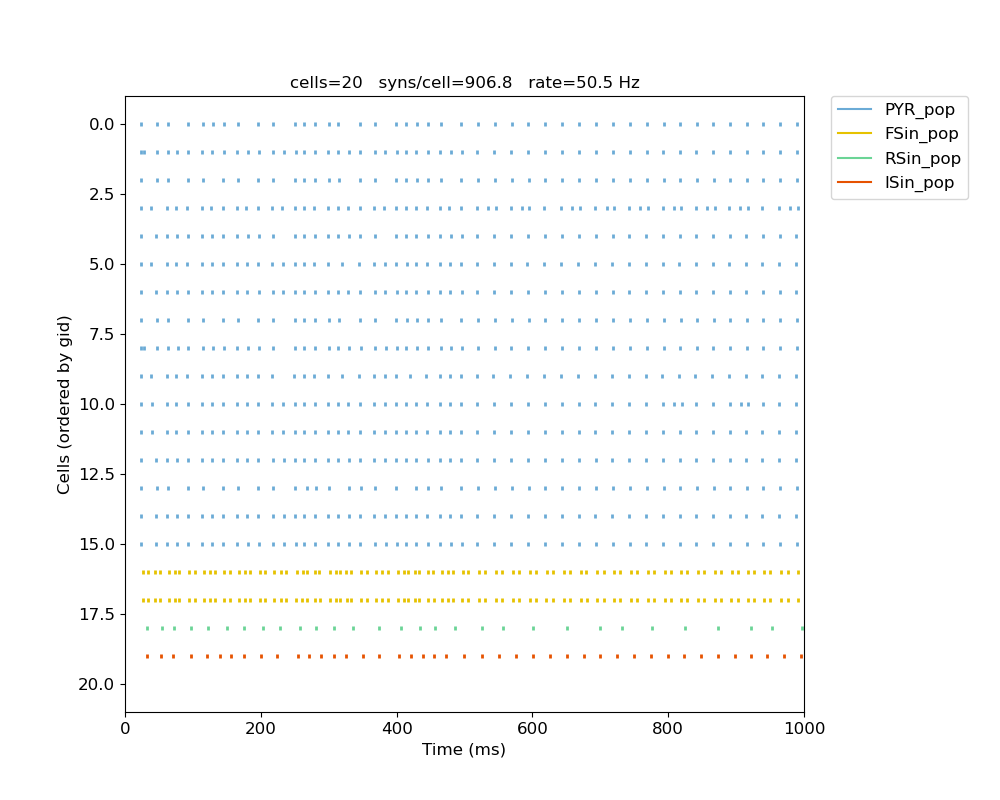 cells=20   syns/cell=906.8   rate=50.5 Hz
PYR_pop
FSin_pop
RSin_pop
ISin_pop
0.0
2.5
5.0
7.5
10.0
12.5
15.0
17.5
20.0
Cells (ordered by gid)
0
200
400
600
800
1000
Time (ms)